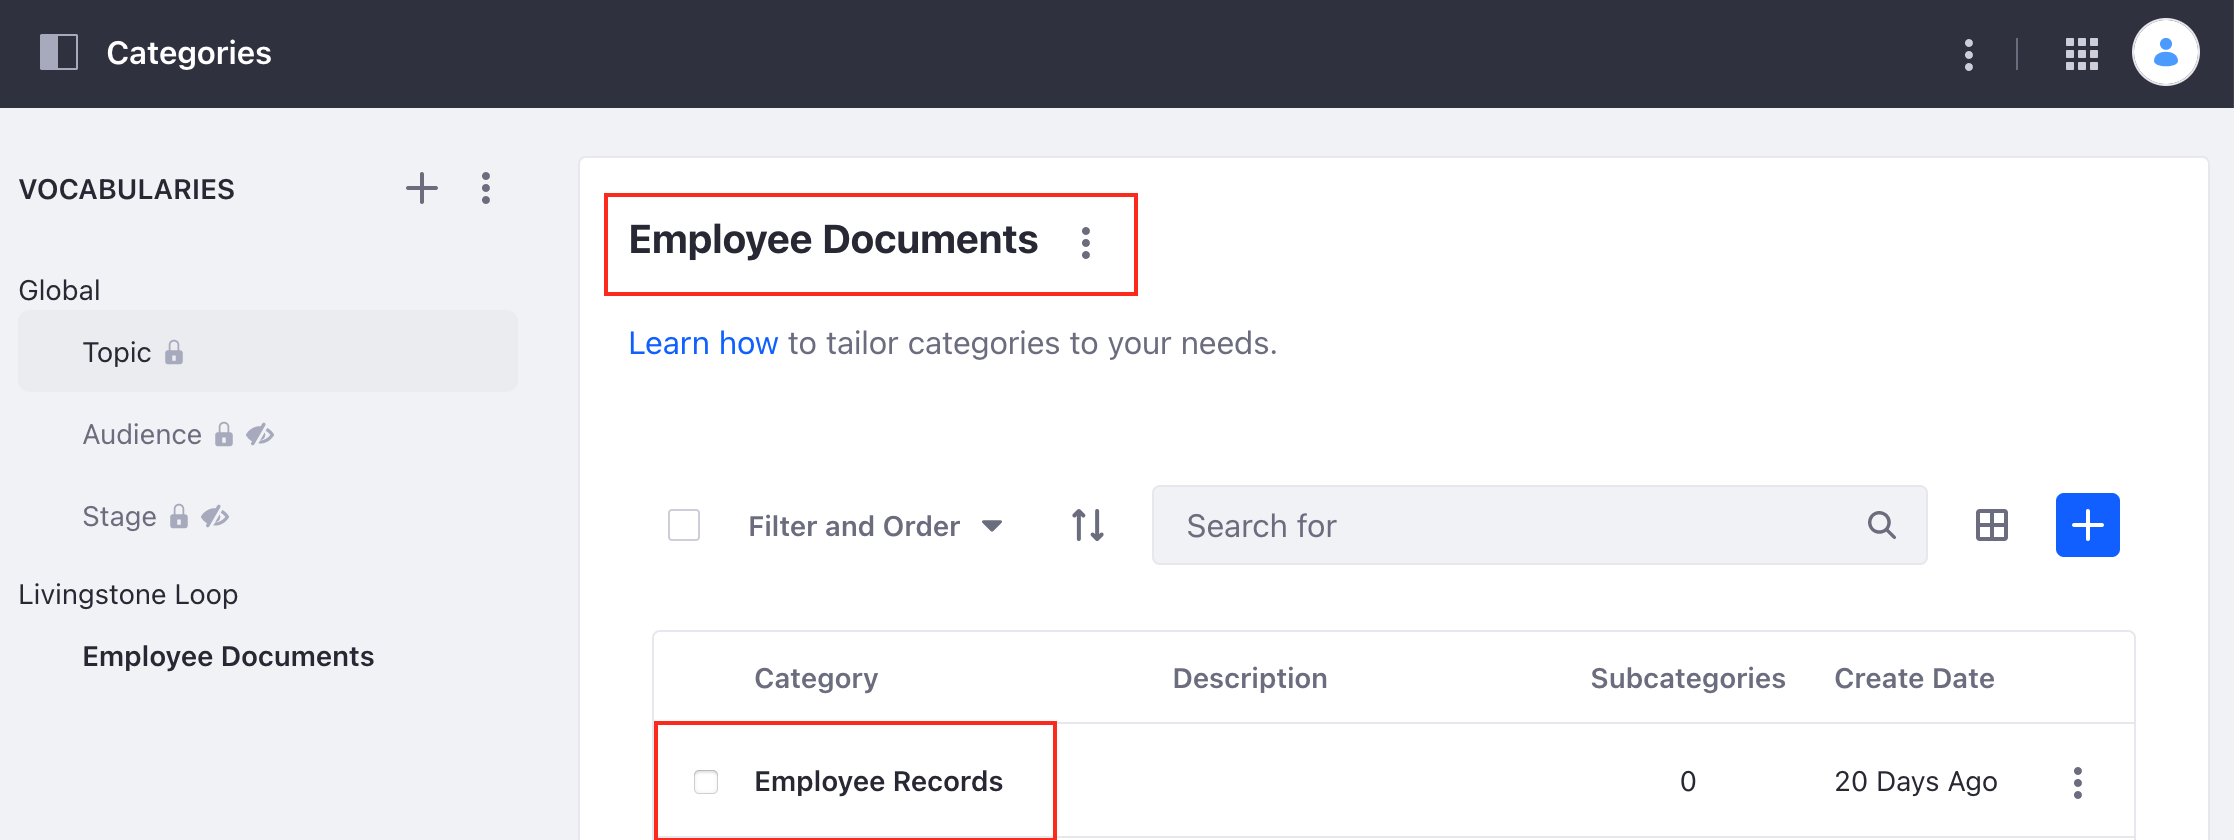 Categories
VOCABULARIES
Global
Topic
Audience
Stage
Livingstone Loop
Employee Documents
Employee Documents
Learn how to tailor categories to your needs.
Filter and Order
Search for
Category Description Subcategories Create Date
Employee Records 0 20 Days Ago